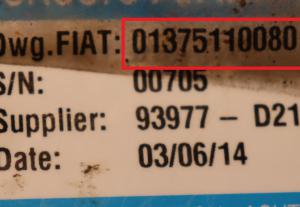 Dwg.FIAT: 01375110080
S/N: 00705
Supplier: 93977 - D21
Date: 03/06/14